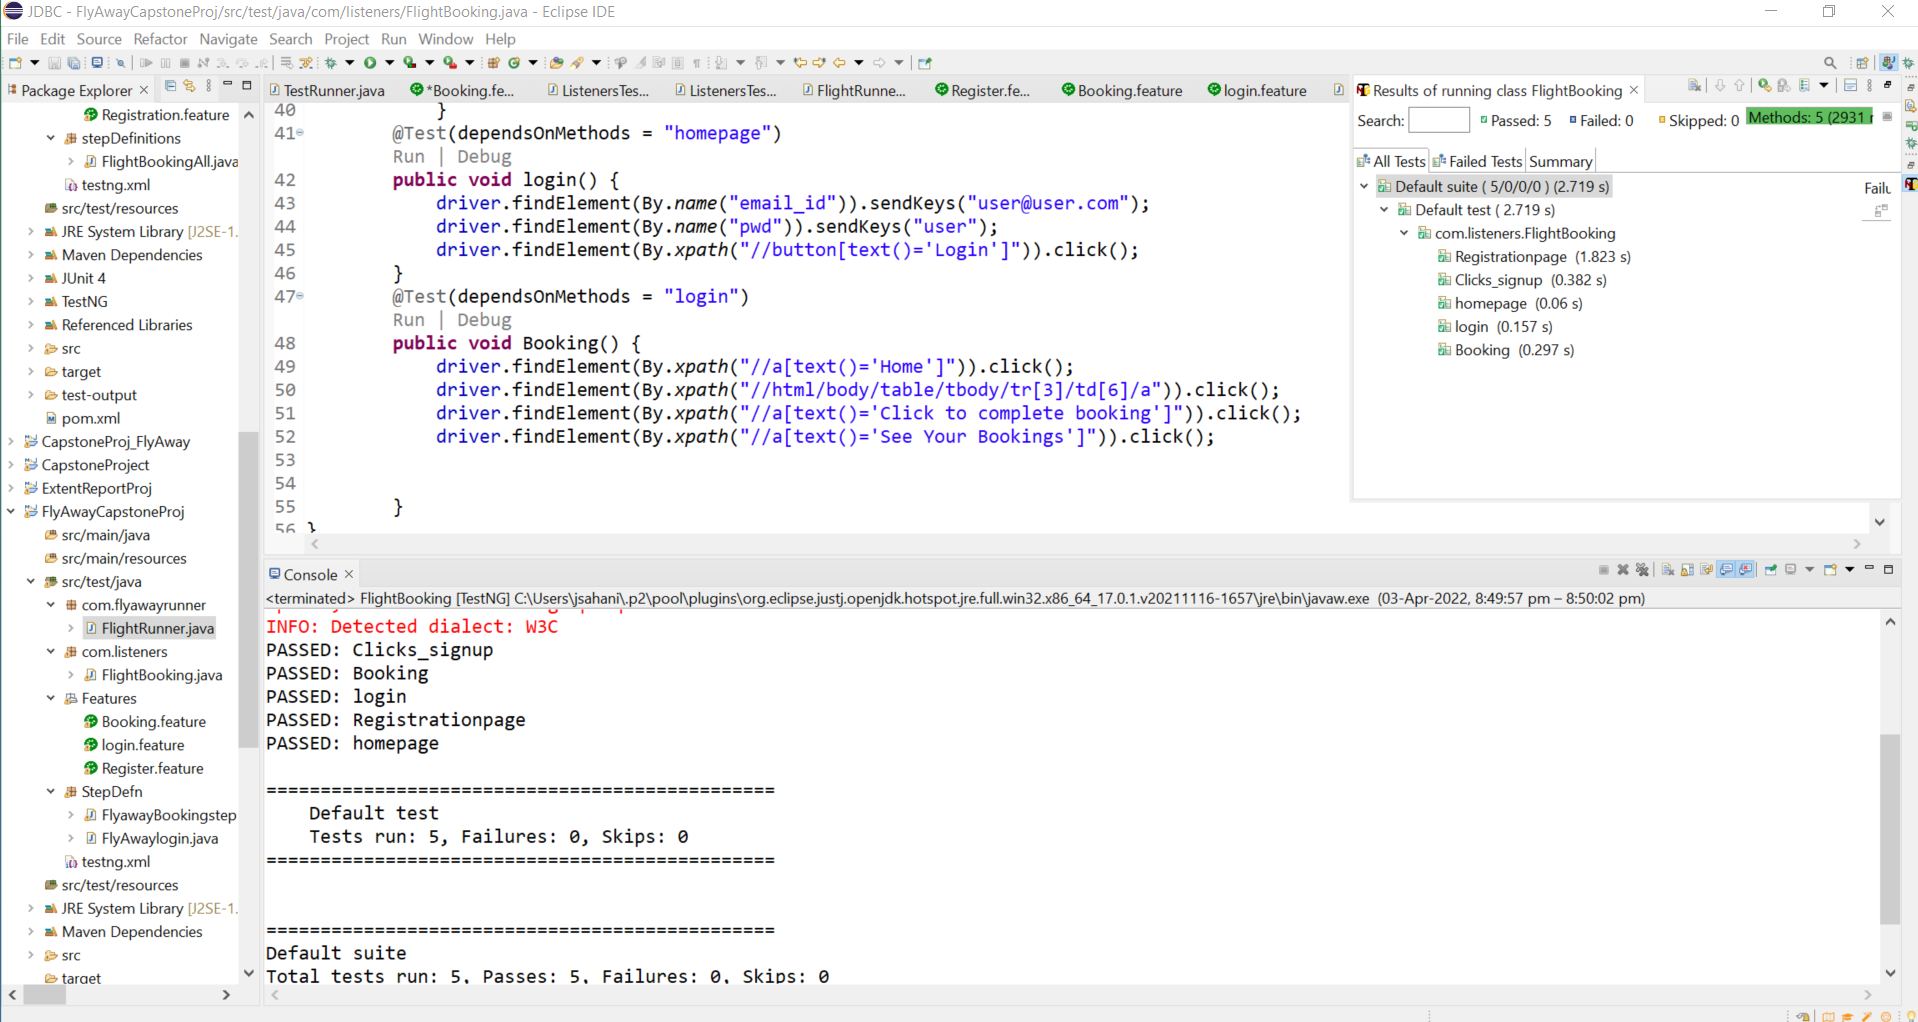 JDBC - FlyAwayCapstoneProj/src/test/java/com/listeners/FlightBooking.java - Eclipse IDE
File Edit Source Refactor Navigate Search Project Run Window Help
Package Explorer
Registration.feature
stepDefinitions
FlightBookingAll.java
testng.xml
src/test/resources
JRE System Library [J2SE-1.
Maven Dependencies
JUnit 4
TestNG
Referenced Libraries
src
target
test-output
pom.xml
CapstoneProj_FlyAway
CapstoneProject
ExtentReportProj
FlyAwayCapstoneProj
src/main/java
src/main/resources
src/test/java
com.flyawayrunner
FlightRunner.java
com.listeners
FlightBooking.java
Features
Booking.feature
login.feature
Register.feature
StepDefn
FlyawayBookingstep
FlyAwaylogin.java
testng.xml
src/test/resources
JRE System Library [J2SE-1.
Maven Dependencies
src
target
TestRunner.java *Booking.fe... ListenersTes... ListenersTes... FlightRunne... Register.fe... Booking.feature login.feature
40 }
41 @Test(dependsOnMethods = "homepage")
Run | Debug
42 public void login() {
43 driver.findElement(By.name("email_id")).sendKeys("user@user.com");
44 driver.findElement(By.name("pwd")).sendKeys("user");
45 driver.findElement(By.xpath("//button[text()='Login']")).click();
46 }
47 @Test(dependsOnMethods = "login")
Run | Debug
48 public void Booking() {
49 driver.findElement(By.xpath("//a[text()='Home']")).click();
50 driver.findElement(By.xpath("//html/body/table/tbody/tr[3]/td[6]/a")).click();
51 driver.findElement(By.xpath("//a[text()='Click to complete booking']")).click();
52 driver.findElement(By.xpath("//a[text()='See Your Bookings']")).click();
53
54
55 }
56 }
Results of running class FlightBooking
Search: Passed: 5 Failed: 0 Skipped: 0 Methods: 5 (2931 
All Tests Failed Tests Summary
Default suite ( 5/0/0/0 ) (2.719 s)
Failu
Default test ( 2.719 s)
com.listeners.FlightBooking
Registrationpage (1.823 s)
Clicks_signup (0.382 s)
homepage (0.06 s)
login (0.157 s)
Booking (0.297 s)
Console
<terminated> FlightBooking [TestNG] C:\Users\jsahani\.p2\pool\plugins\org.eclipse.justj.openjdk.hotspot.jre.full.win32.x86_64_17.0.1.v20211116-1657\jre\bin\javaw.exe (03-Apr-2022, 8:49:57 pm – 8:50:02 pm)
INFO: Detected dialect: W3C
PASSED: Clicks_signup
PASSED: Booking
PASSED: login
PASSED: Registrationpage
PASSED: homepage
===============================================
Default test
Tests run: 5, Failures: 0, Skips: 0
===============================================
===============================================
Default suite
Total tests run: 5, Passes: 5, Failures: 0, Skips: 0